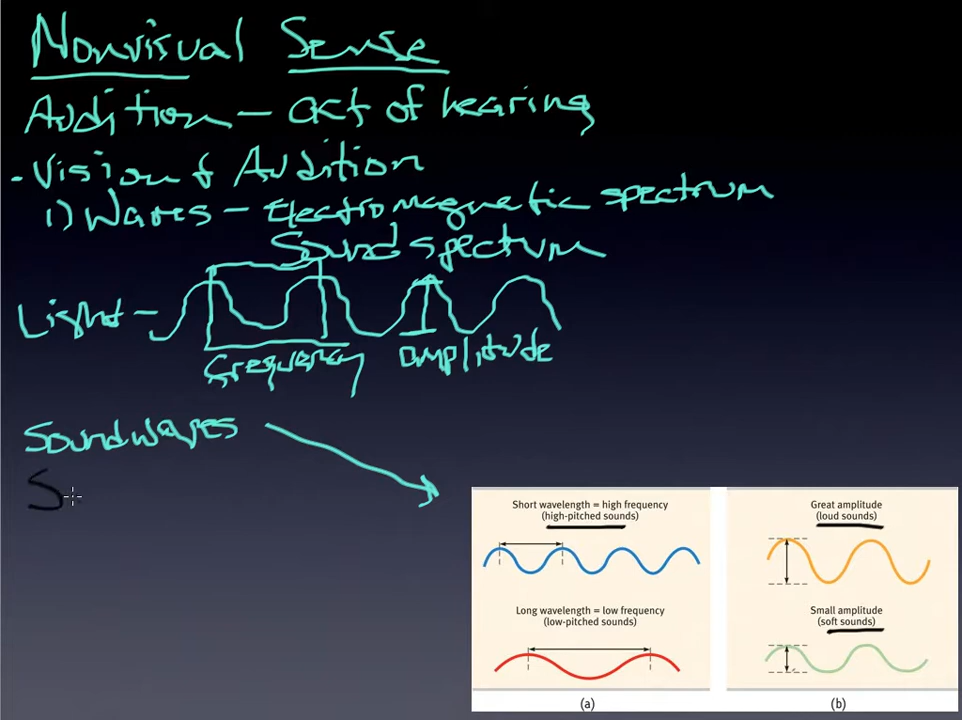 Nonvisual Sense
Audition - act of hearing
- Vision & Audition
1) Waves - Electromagnetic spectrum
Sound spectrum
Light -
frequency amplitude
Soundwaves
S
Short wavelength = high frequency
(high-pitched sounds)
Great amplitude
(loud sounds)
Long wavelength = low frequency
(low-pitched sounds)
Small amplitude
(soft sounds)
(a)
(b)